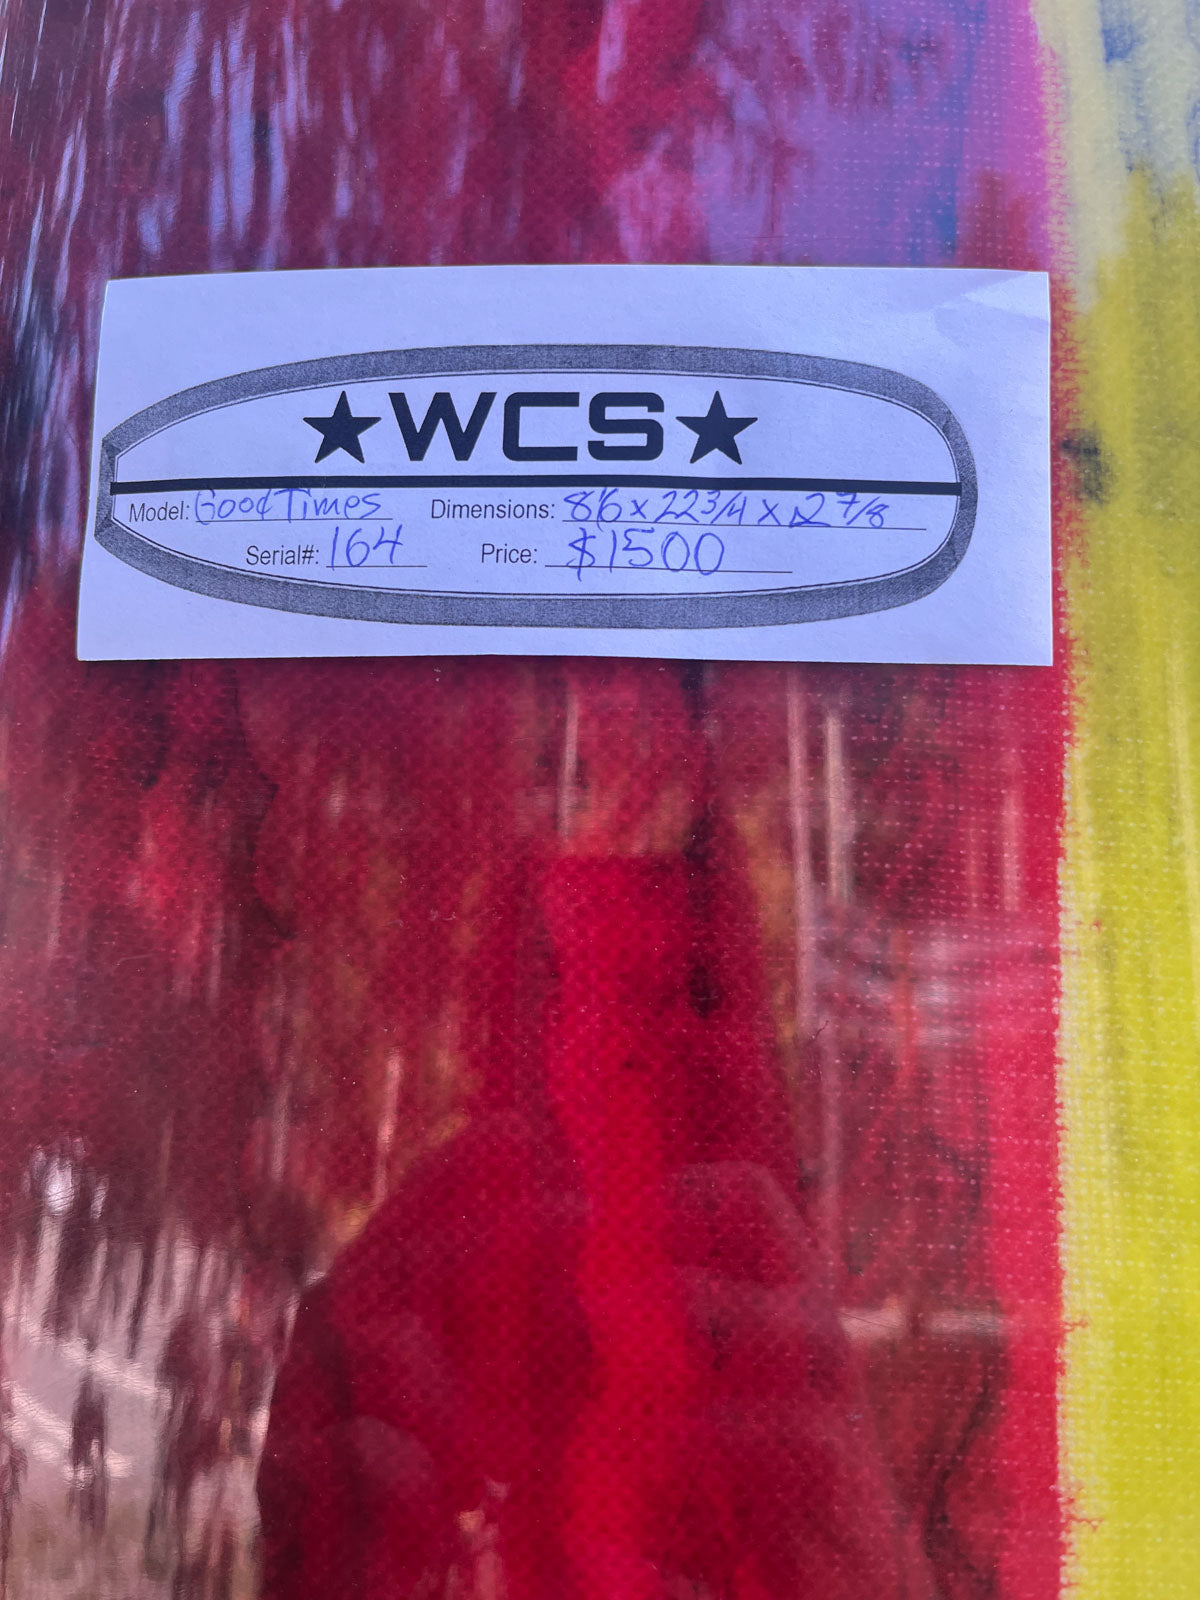 ★WCS★
Model: Good Times Dimensions: 8'6 x 22 3/4 x 2 7/8
Serial#: 164 Price: $1500